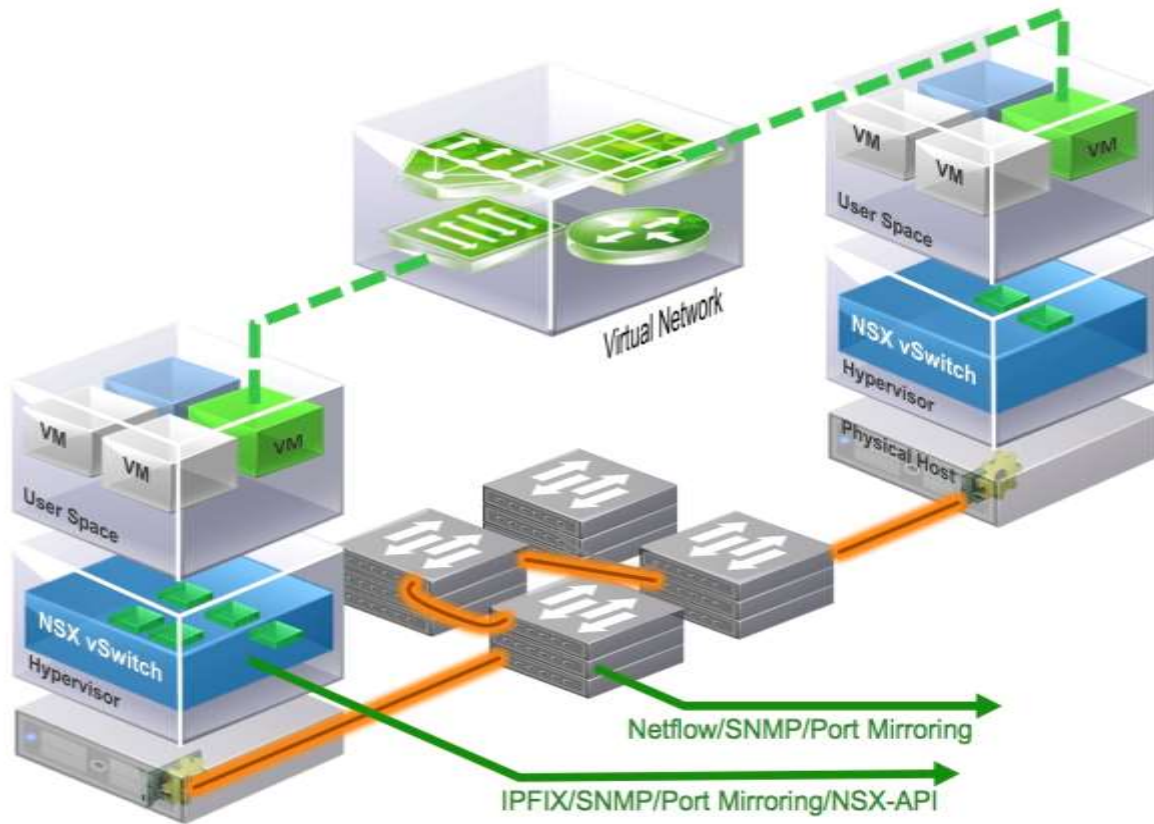 VM
VM
VM
User Space
NSX vSwitch
Hypervisor
Physical Host
Virtual Network
VM
VM
VM
User Space
NSX vSwitch
Hypervisor
Netflow/SNMP/Port Mirroring
IPFIX/SNMP/Port Mirroring/NSX-API